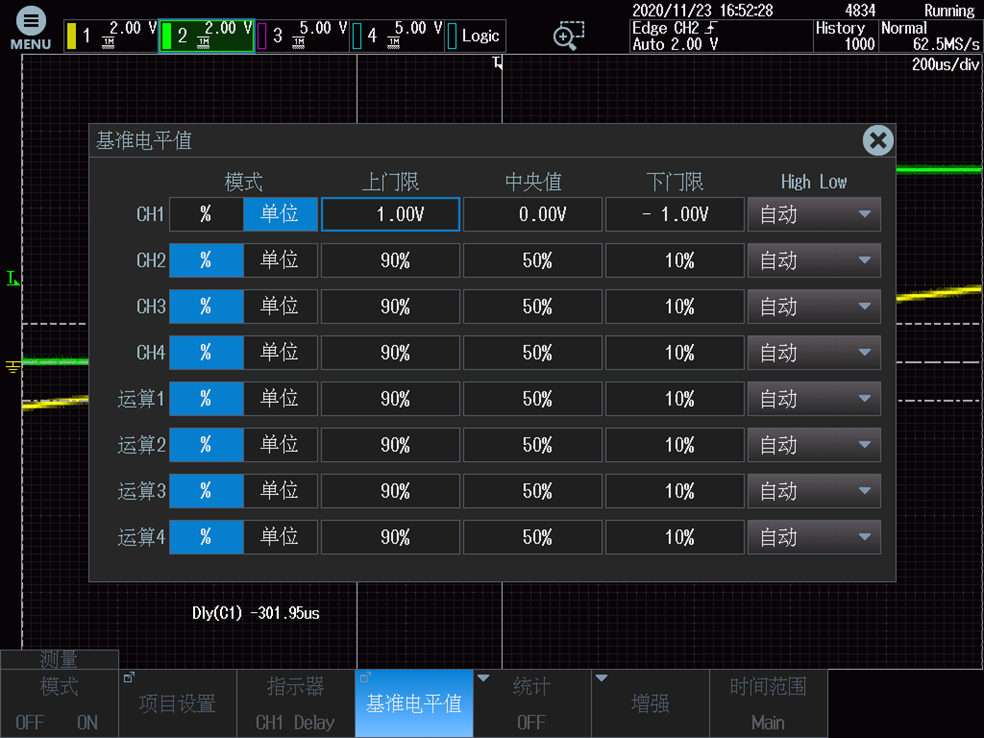 MENU
1 2.00 V 1M
2 2.00 V 1M
3 5.00 V 1M
4 5.00 V 1M
Logic
2020/11/23 16:52:28 4834 Running
Edge CH2 History Normal
Auto 2.00 V 1000 62.5MS/s
200us/div
T
基准电平值
模式 上门限 中央值 下门限 High Low
CH1 % 单位 1.00V 0.00V - 1.00V 自动
CH2 % 单位 90% 50% 10% 自动
CH3 % 单位 90% 50% 10% 自动
CH4 % 单位 90% 50% 10% 自动
运算1 % 单位 90% 50% 10% 自动
运算2 % 单位 90% 50% 10% 自动
运算3 % 单位 90% 50% 10% 自动
运算4 % 单位 90% 50% 10% 自动
T
Dly(C1) -301.95us
测量
模式
OFF ON
项目设置
指示器
CH1 Delay
基准电平值
统计
OFF
增强
时间范围
Main